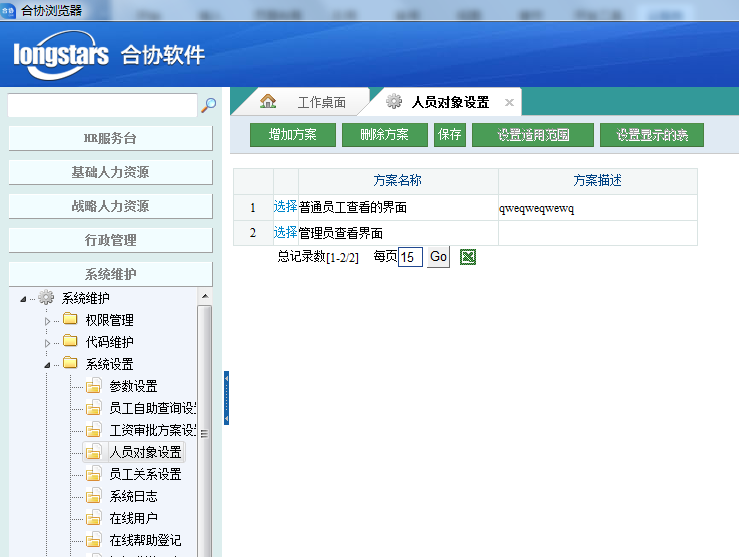 合协 合协浏览器
longstars 合协软件
工作桌面
人员对象设置
HR服务台
基础人力资源
战略人力资源
行政管理
系统维护
系统维护
权限管理
代码维护
系统设置
参数设置
员工自助查询设
工资审批方案设
人员对象设置
员工关系设置
系统日志
在线用户
在线帮助登记
增加方案 删除方案 保存 设置适用范围 设置显示的表
方案名称 方案描述
1 选择 普通员工查看的界面 qweqweqwewq
2 选择 管理员查看界面
总记录数[1-2/2] 每页 15 Go